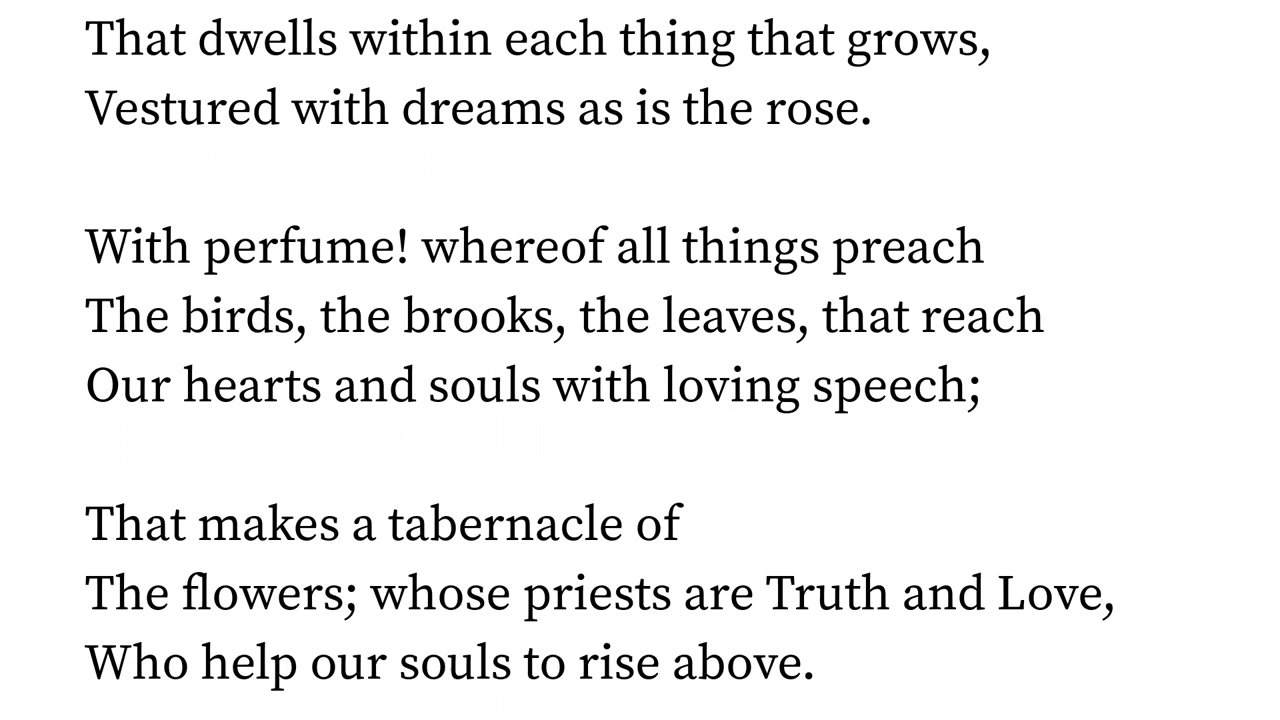 That dwells within each thing that grows,
Vestured with dreams as is the rose.
With perfume! whereof all things preach
The birds, the brooks, the leaves, that reach
Our hearts and souls with loving speech;
That makes a tabernacle of
The flowers; whose priests are Truth and Love,
Who help our souls to rise above.